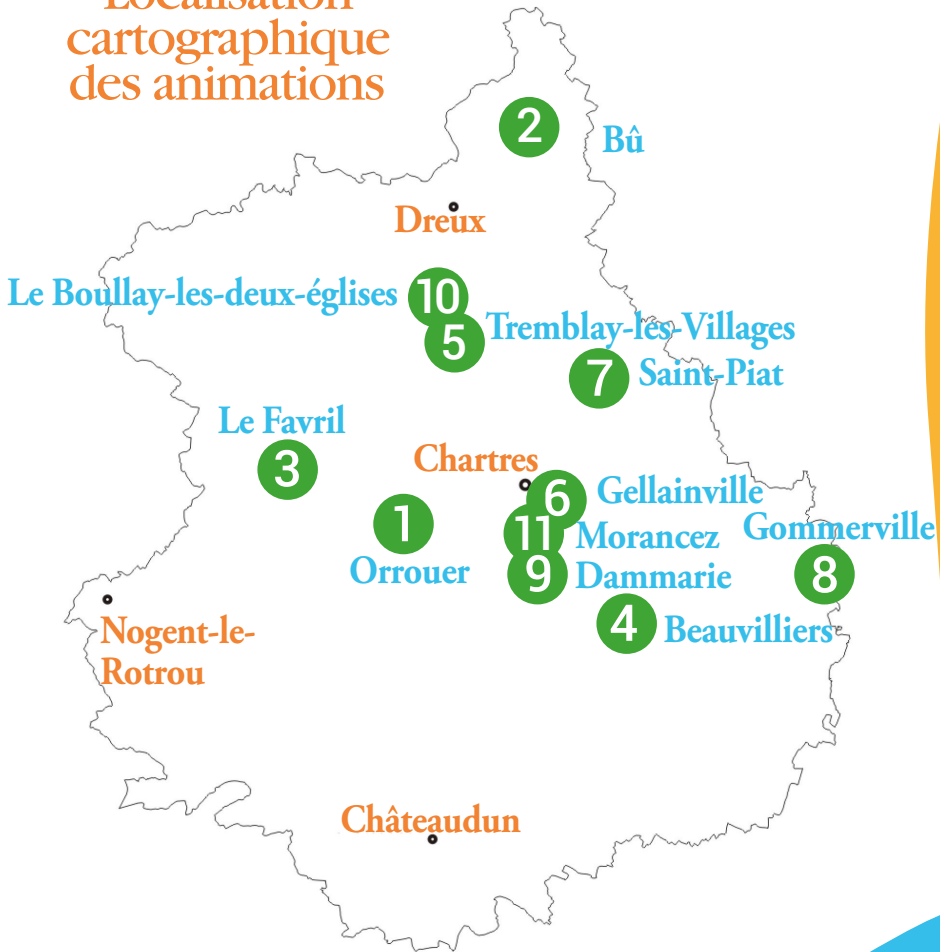 Localisation
cartographique
des animations
2
Bû
Dreux
Le Boullay-les-deux-églises
10
5
Tremblay-les-Villages
7
Saint-Piat
Le Favril
3
Chartres
6
Gellainville
1
Orrouer
11
Morancez
Gommerville
9
Dammarie
8
4
Beauvilliers
Nogent-le-
Rotrou
Châteaudun